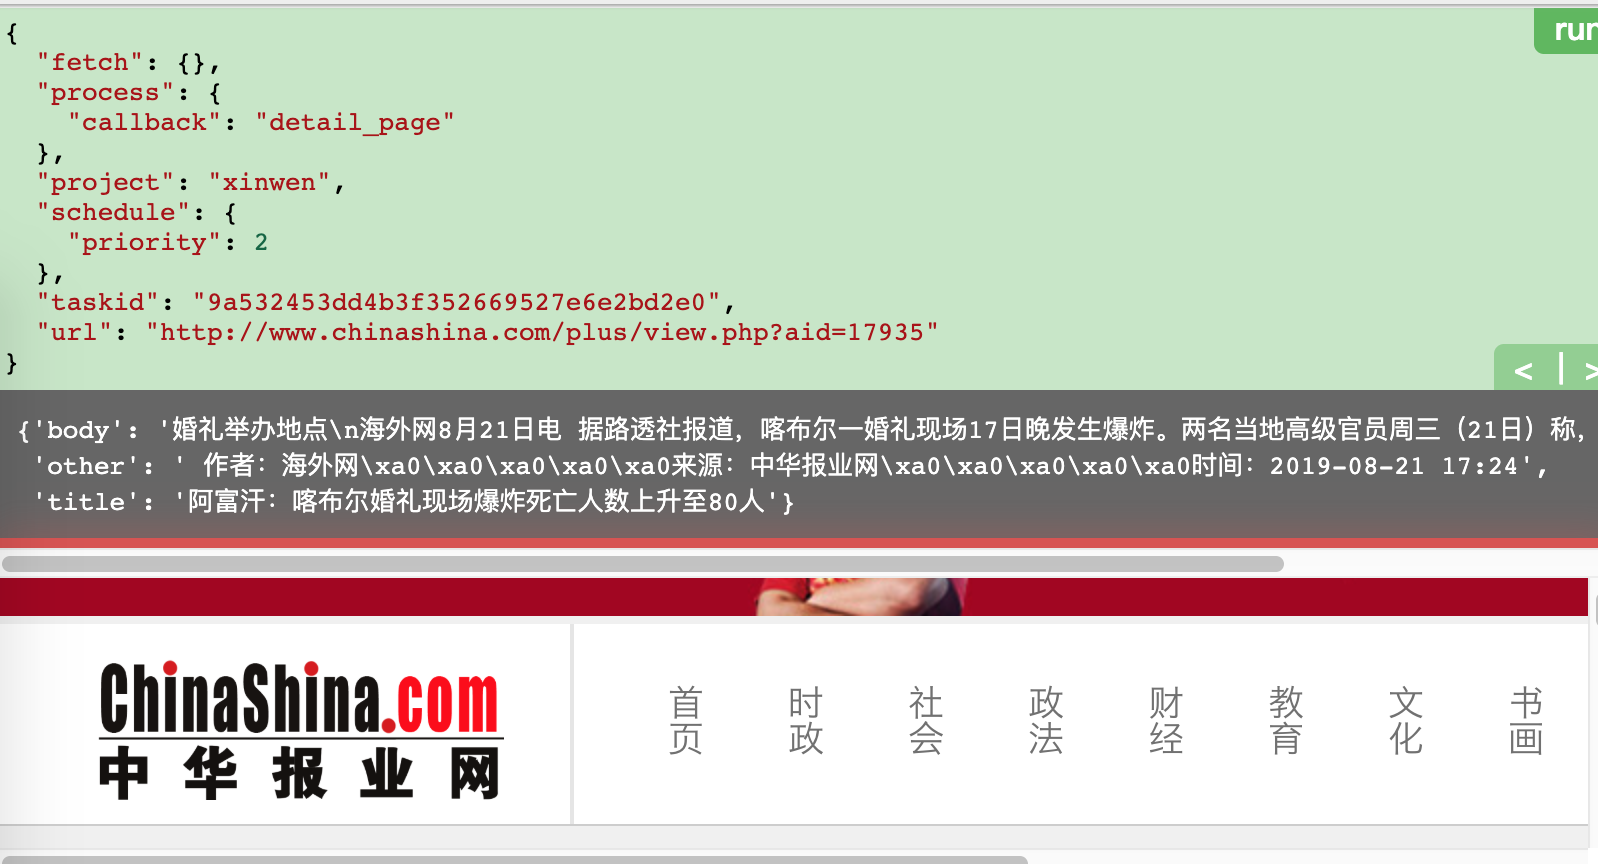 {
  "fetch": {},
  "process": {
    "callback": "detail_page"
  },
  "project": "xinwen",
  "schedule": {
    "priority": 2
  },
  "taskid": "9a532453dd4b3f352669527e6e2bd2e0",
  "url": "http://www.chinashina.com/plus/view.php?aid=17935"
}
run
< | >
{'body': '婚礼举办地点\n海外网8月21日电 据路透社报道，喀布尔一婚礼现场17日晚发生爆炸。两名当地高级官员周三（21日）称，
 'other': ' 作者：海外网\xa0\xa0\xa0\xa0\xa0来源：中华报业网\xa0\xa0\xa0\xa0\xa0时间：2019-08-21 17:24',
 'title': '阿富汗：喀布尔婚礼现场爆炸死亡人数上升至80人'}
ChinaShina.com
中华报业网
首页 时政 社会 政法 财经 教育 文化 书画